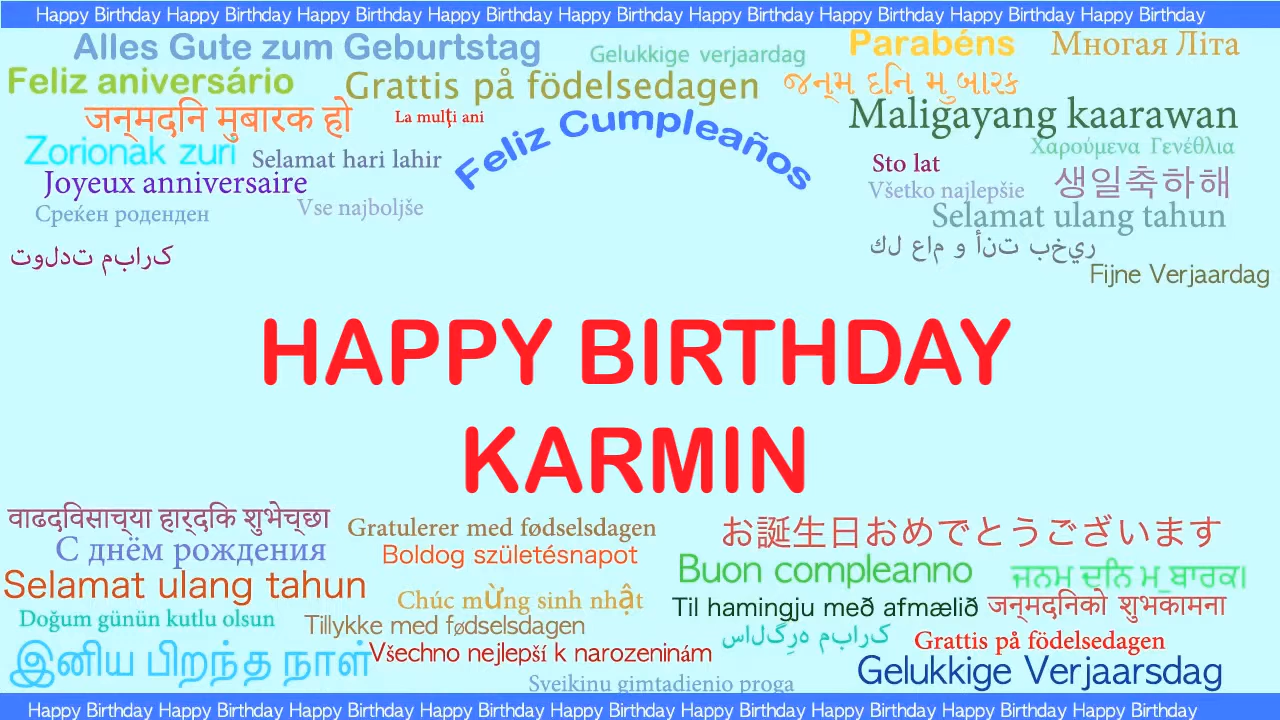 Happy Birthday Happy Birthday Happy Birthday Happy Birthday Happy Birthday Happy Birthday Happy Birthday Happy Birthday Happy Birthday
Alles Gute zum Geburtstag
Gelukkige verjaardag
Parabéns
Многая Літа
Feliz aniversário
Grattis på födelsedagen
જન્મ દનિ મુબારક
जन्मदनि मुबारक हो
La mulţi ani
Feliz Cumpleaños
Maligayang kaarawan
Zorionak zuri
Selamat hari lahir
Sto lat
Χαρούμενα Γενέθλια
Joyeux anniversaire
Všetko najlepšie
생일축하해
Среќен роденден
Vse najboljše
Selamat ulang tahun
تولدت مبارک
كل عام و أنت بخير
Fijne Verjaardag
HAPPY BIRTHDAY
KARMIN
वाढदविसाच्या हार्दकि शुभेच्छा
Gratulerer med fødselsdagen
お誕生日おめでとうございます
С днём рождения
Boldog születésnapot
Buon compleanno
ਜਨਮ ਦਨਿ ਮੁਬਾਰਕ।
Selamat ulang tahun
Chúc mừng sinh nhật
Til hamingju með afmælið
जन्मदनिको शुभकामना
Doğum günün kutlu olsun
Tillykke med fødselsdagen
سالگرہ مبارک
Grattis på födelsedagen
இனிய பிறந்த நாள்
Všechno nejlepší k narozeninám
Gelukkige Verjaarsdag
Sveikinu gimtadienio proga
Happy Birthday Happy Birthday Happy Birthday Happy Birthday Happy Birthday Happy Birthday Happy Birthday Happy Birthday Happy Birthday